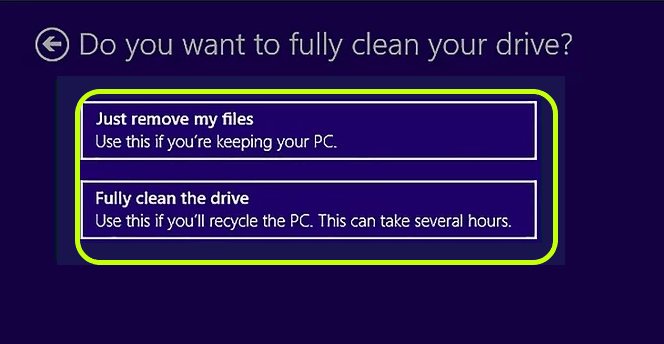 Do you want to fully clean your drive?
Just remove my files
Use this if you're keeping your PC.
Fully clean the drive
Use this if you'll recycle the PC. This can take several hours.